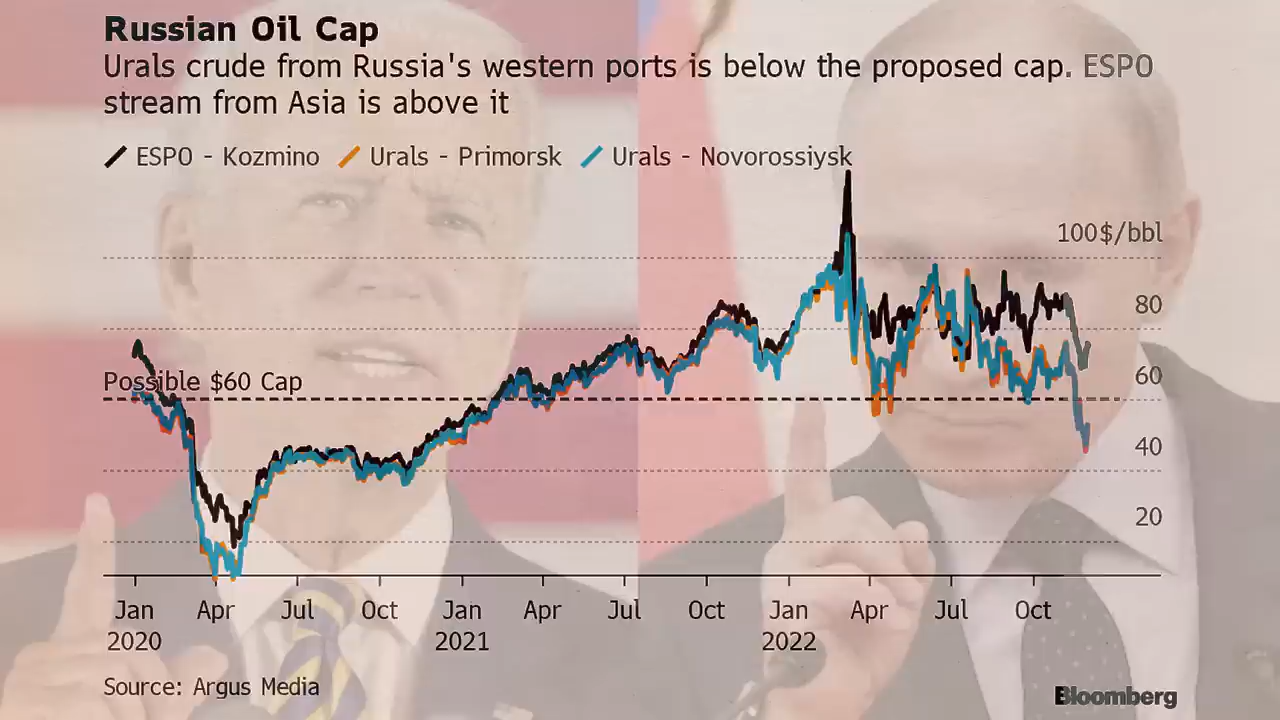 Russian Oil Cap
Urals crude from Russia's western ports is below the proposed cap. ESPO
stream from Asia is above it
ESPO - Kozmino Urals - Primorsk Urals - Novorossiysk
100$/bbl
80
Possible $60 Cap
60
40
20
Jan Apr Jul Oct Jan Apr Jul Oct Jan Apr Jul Oct
2020 2021 2022
Source: Argus Media
Bloomberg